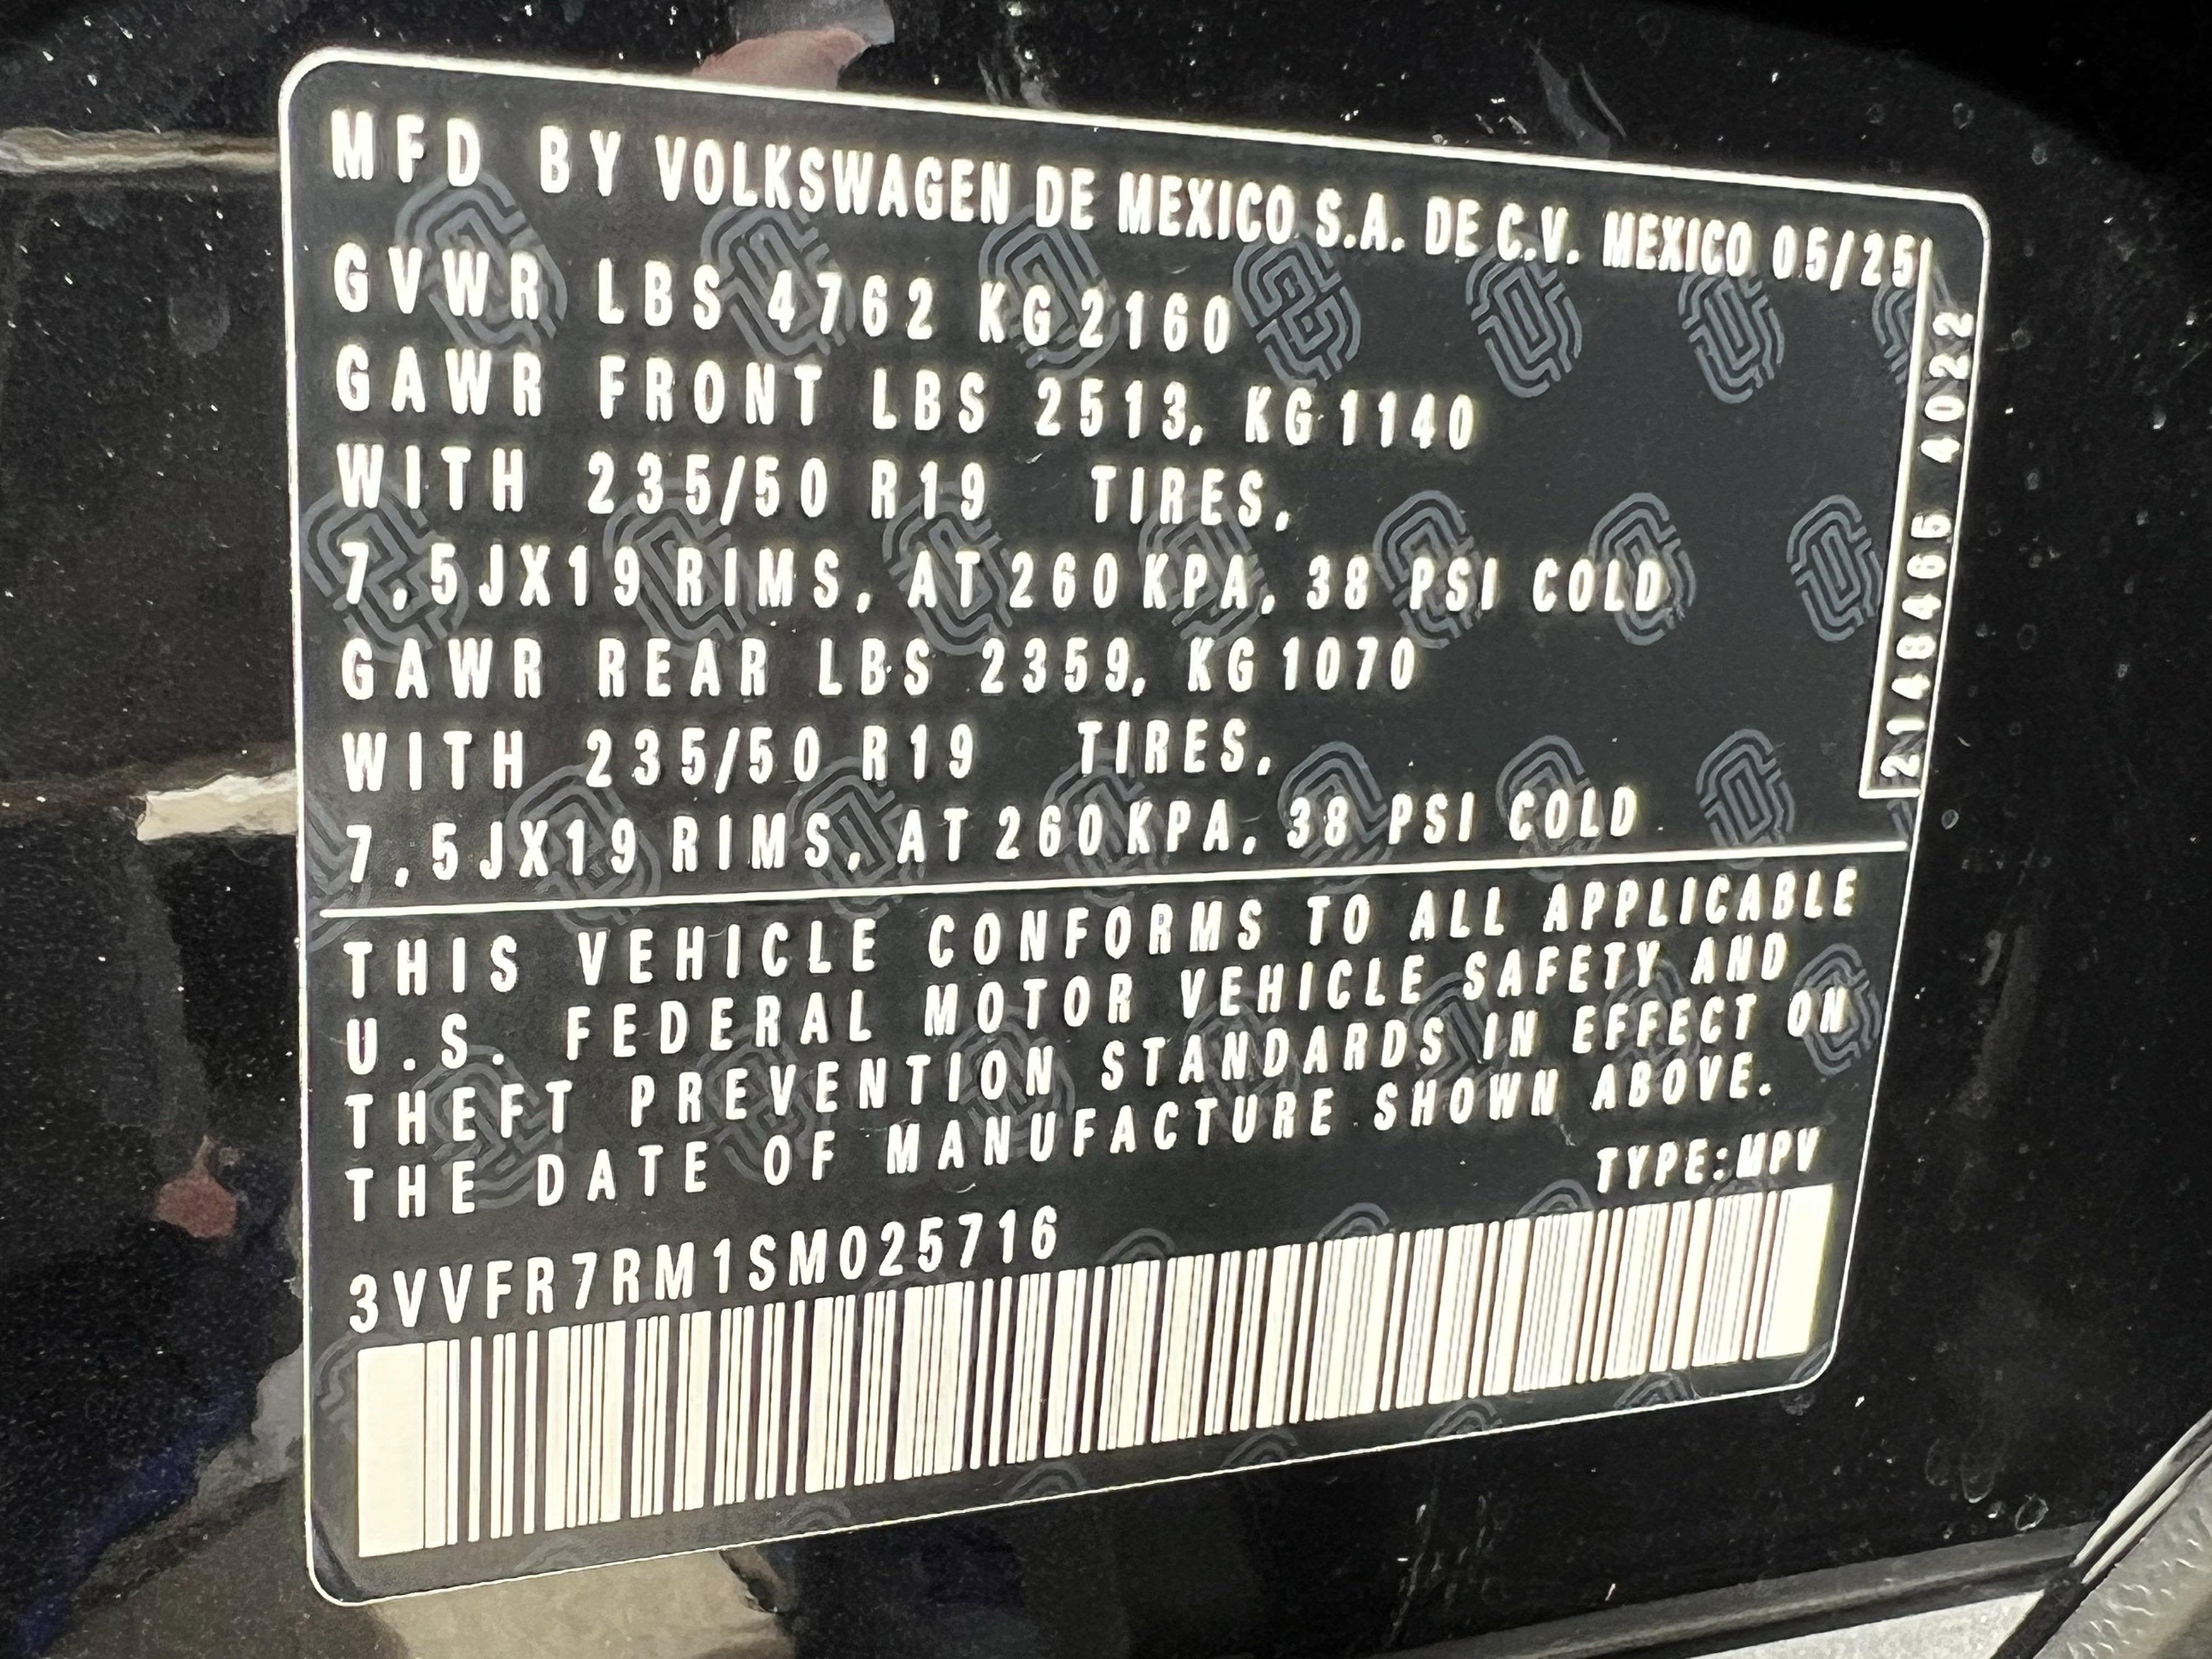 MFD BY VOLKSWAGEN DE MEXICO S.A. DE C.V. MEXICO 05/25
GVWR LBS 4762 KG 2160
GAWR FRONT LBS 2513, KG 1140
WITH 235/50 R19 TIRES,
7,5JX19 RIMS, AT 260 KPA, 38 PSI COLD
GAWR REAR LBS 2359, KG 1070
WITH 235/50 R19 TIRES,
7,5JX19 RIMS, AT 260 KPA, 38 PSI COLD
2148465 4022
THIS VEHICLE CONFORMS TO ALL APPLICABLE
U.S. FEDERAL MOTOR VEHICLE SAFETY AND
THEFT PREVENTION STANDARDS IN EFFECT ON
THE DATE OF MANUFACTURE SHOWN ABOVE.
TYPE:MPV
3VVFR7RM1SM025716